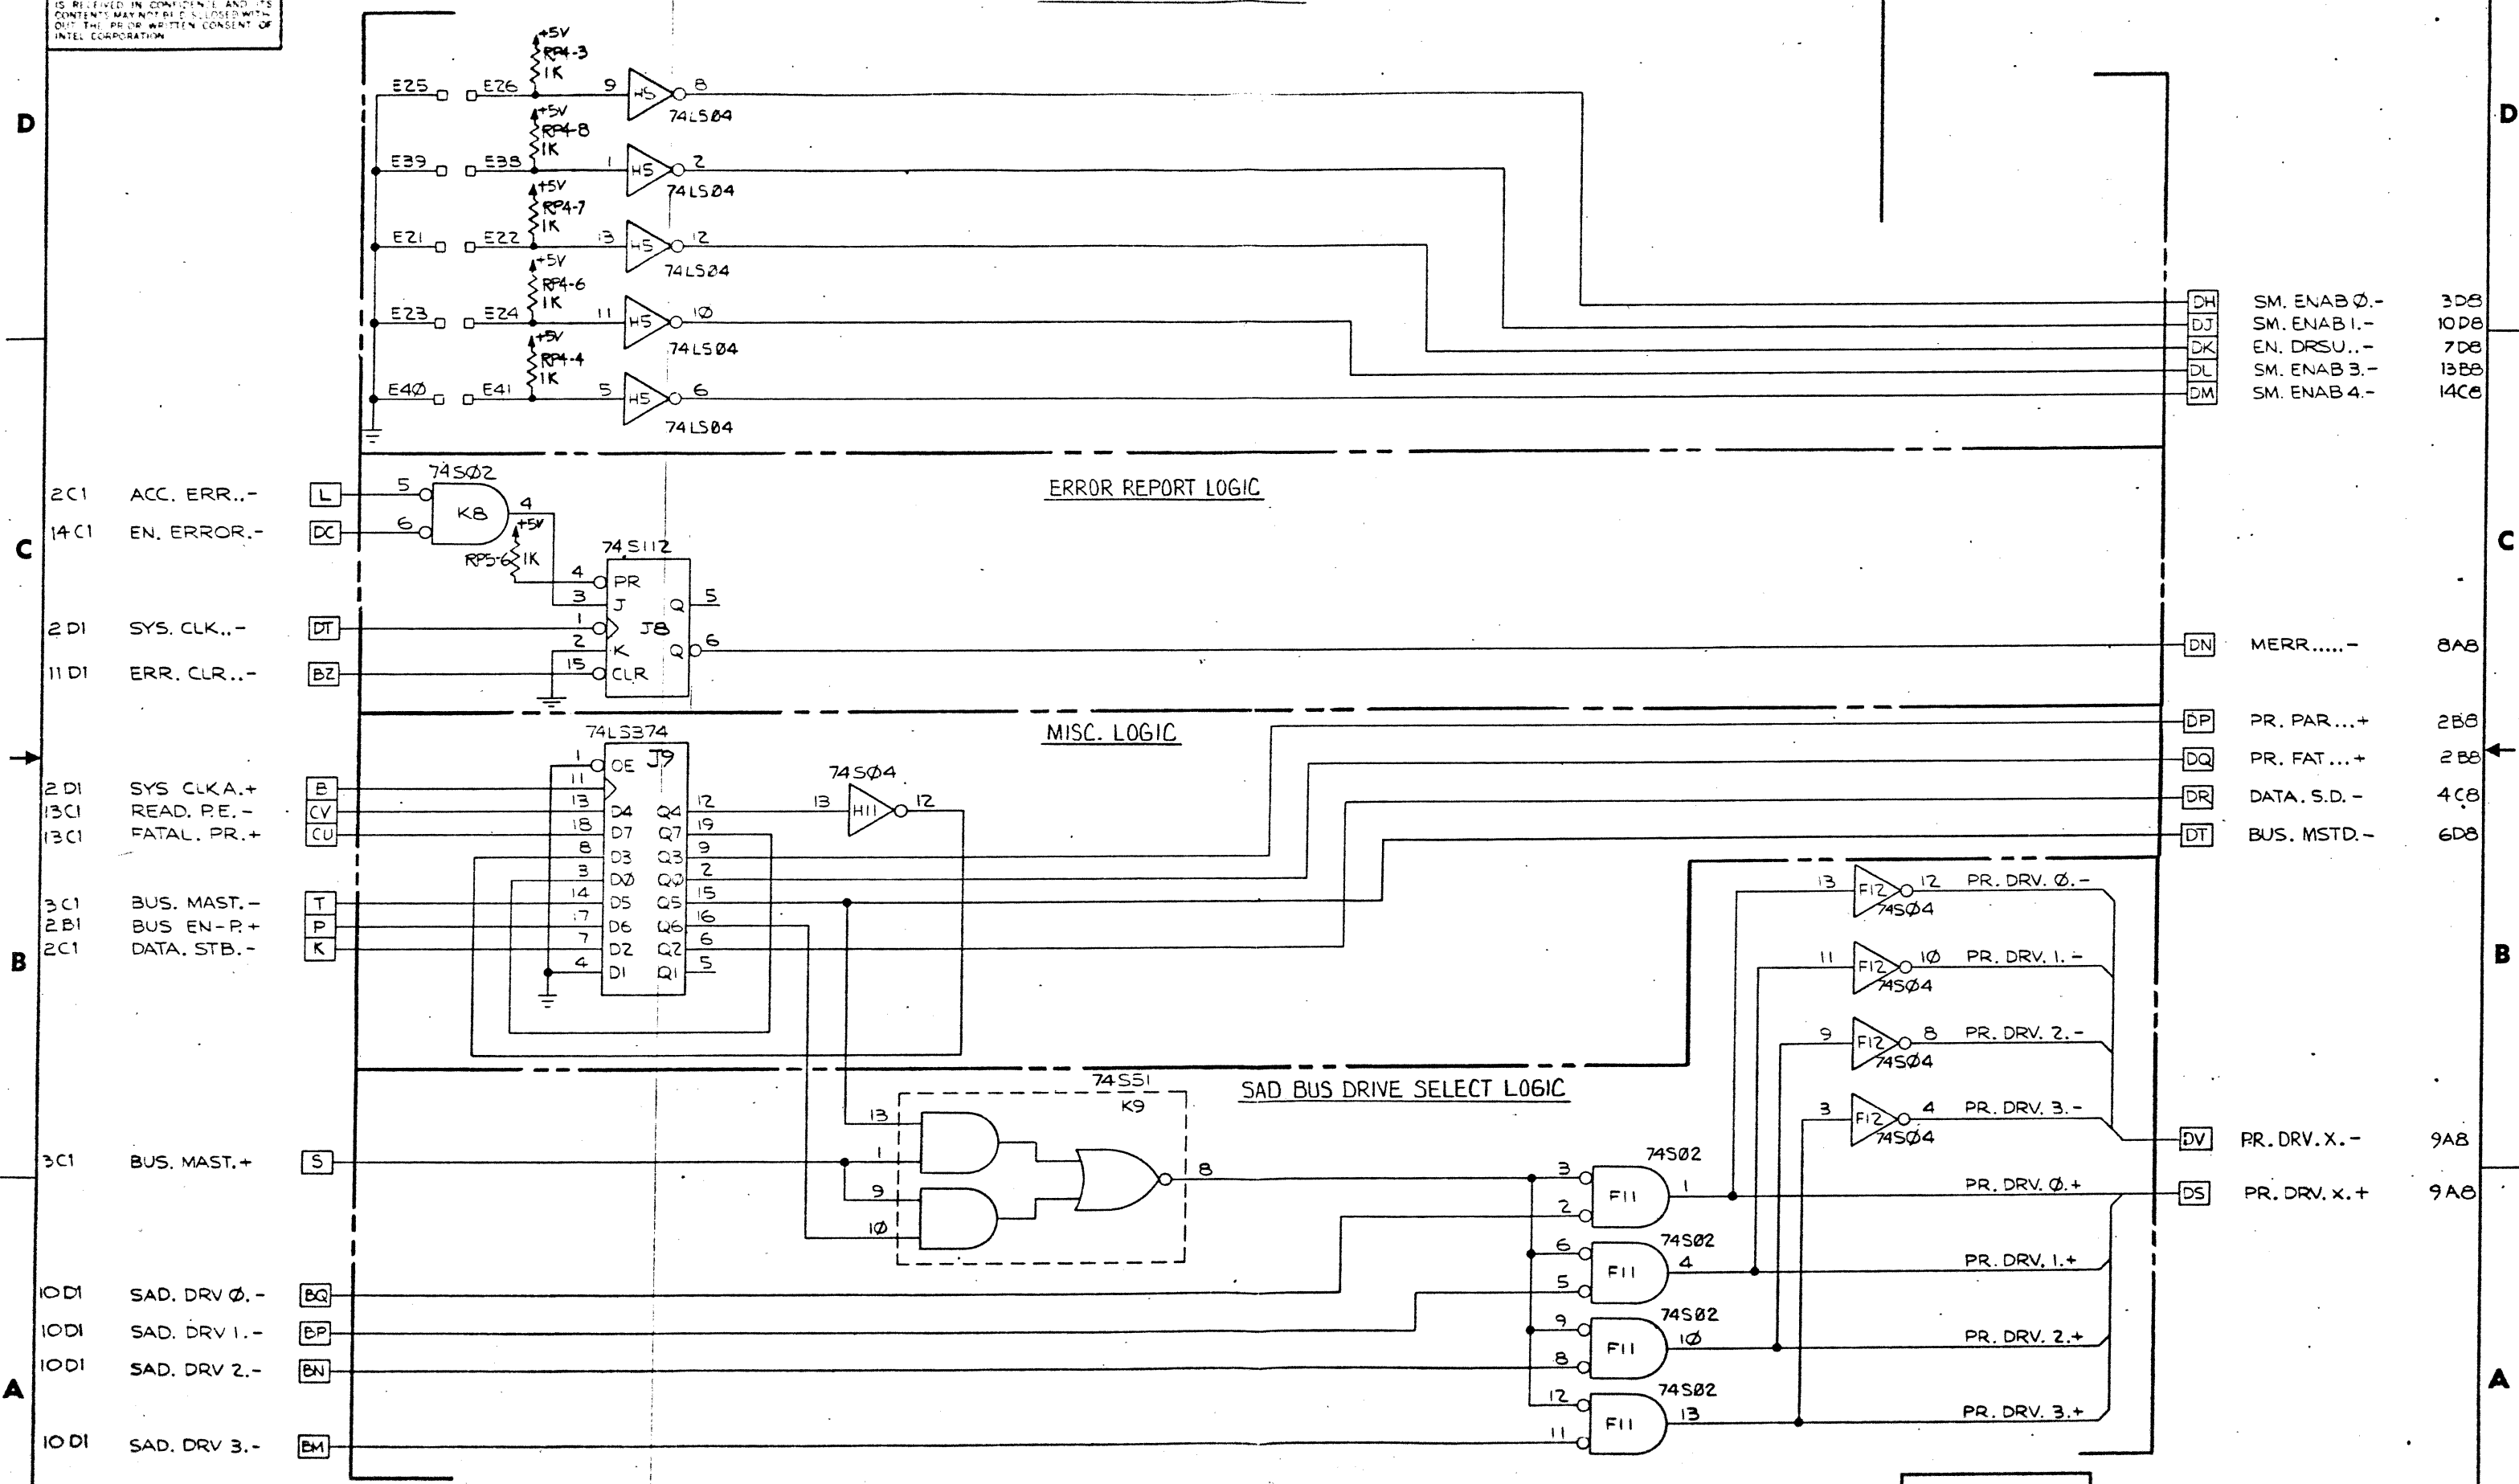 IS RECEIVED IN CONFIDENCE AND ITS
CONTENTS MAY NOT BE DISCLOSED WITH-
OUT THE PRIOR WRITTEN CONSENT OF
INTEL CORPORATION
D
D
+5V
RP4-3
1K
E25
E26
9
H5
8
74LS04
+5V
RP4-8
1K
E39
E38
1
H5
2
74LS04
+5V
RP4-7
1K
E21
E22
13
H5
12
74LS04
+5V
RP4-6
1K
E23
E24
11
H5
10
74LS04
+5V
RP4-4
1K
E40
E41
5
H5
6
74LS04
DH SM. ENAB 0.- 3D8
DJ SM. ENAB 1.- 10D8
DK EN. DRSU..- 7D8
DL SM. ENAB 3.- 13B8
DM SM. ENAB 4.- 14C8
ERROR REPORT LOGIC
C
C
74S02
2C1 ACC. ERR..- L 5
14C1 EN. ERROR.- DC 6
K8
4
+5V
RP5-6
1K
74S112
4 PR
3 J Q 5
2D1 SYS. CLK..- DT 1
J8
2 K Q 6
11D1 ERR. CLR..- BZ 15 CLR
DN MERR.....- 8A8
MISC. LOGIC
74LS374
J9
1 OE
2D1 SYS CLKA.+ B 11
13C1 READ. P.E.- CV 13 D4 Q4 12
13C1 FATAL. PR.+ CU 18 D7 Q7 19
8 D3 Q3 9
3 D0 Q0 2
3C1 BUS. MAST.- T 14 D5 Q5 15
2B1 BUS EN-P.+ P 17 D6 Q6 16
2C1 DATA. STB.- K 7 D2 Q2 6
4 D1 Q1 5
74S04
13
H11
12
DP PR. PAR...+ 2B8
DQ PR. FAT...+ 2B8
DR DATA. S.D.- 4C8
DT BUS. MSTD.- 6D8
B
B
13 F12 12 PR. DRV. 0.-
74S04
11 F12 10 PR. DRV. 1.-
74S04
9 F12 8 PR. DRV. 2.-
74S04
3 F12 4 PR. DRV. 3.-
74S04
SAD BUS DRIVE SELECT LOGIC
74S51
K9
13
3C1 BUS. MAST.+ S 1
9
10
8
DV PR. DRV. X.- 9A8
DS PR. DRV. X.+ 9A8
74S02
3
2
F11
1
PR. DRV. 0.+
74S02
6
5
F11
4
PR. DRV. 1.+
74S02
9
8
F11
10
PR. DRV. 2.+
74S02
12
11
F11
13
PR. DRV. 3.+
10D1 SAD. DRV 0.- BQ
10D1 SAD. DRV 1.- BP
10D1 SAD. DRV 2.- BN
10D1 SAD. DRV 3.- BM
A
A